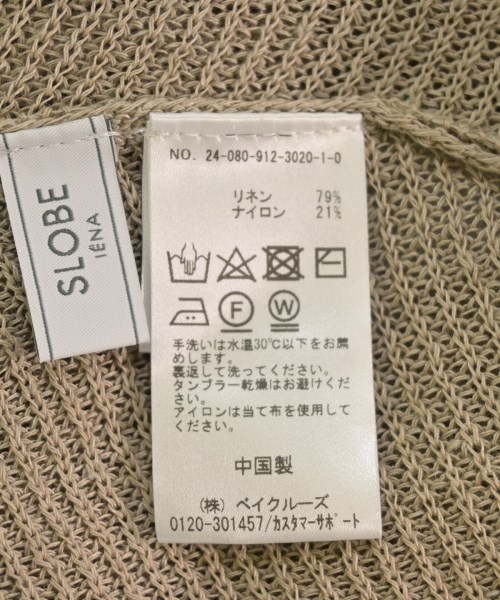 SLOBE
IÉNA
NO. 24-080-912-3020-1-0
リネン 79%
ナイロン 21%
F W
手洗いは水温30℃以下をお薦
めします。
裏返して洗ってください。
タンブラー乾燥はお避けくださ
い。
アイロンは当て布を使用して
ください。
中国製
(株) ベイクルーズ
0120-301457/カスタマーサポート